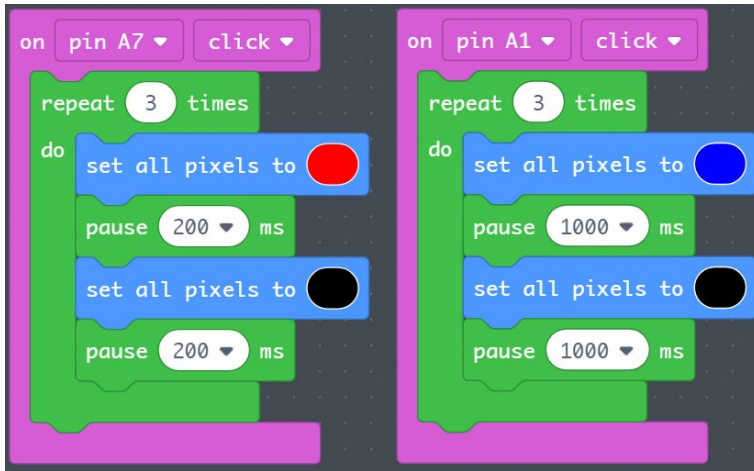 on pin A7 click
repeat 3 times
do
set all pixels to
pause 200 ms
set all pixels to
pause 200 ms
on pin A1 click
repeat 3 times
do
set all pixels to
pause 1000 ms
set all pixels to
pause 1000 ms